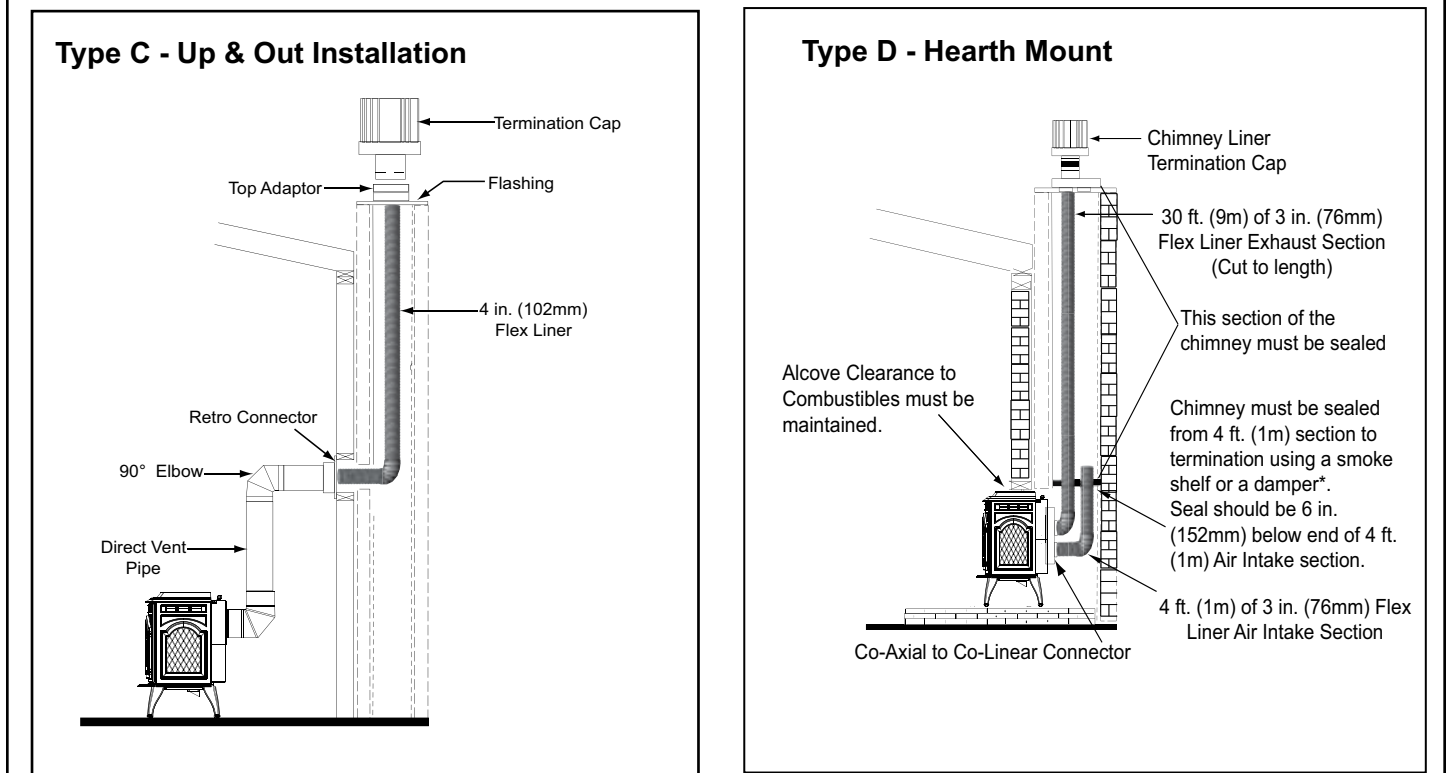 Type C - Up & Out Installation
Termination Cap
Top Adaptor
Flashing
4 in. (102mm)
Flex Liner
Retro Connector
90° Elbow
Direct Vent
Pipe
Type D - Hearth Mount
Chimney Liner
Termination Cap
30 ft. (9m) of 3 in. (76mm)
Flex Liner Exhaust Section
(Cut to length)
This section of the
chimney must be sealed
Alcove Clearance to
Combustibles must be
maintained.
Chimney must be sealed
from 4 ft. (1m) section to
termination using a smoke
shelf or a damper*.
Seal should be 6 in.
(152mm) below end of 4 ft.
(1m) Air Intake section.
4 ft. (1m) of 3 in. (76mm) Flex
Liner Air Intake Section
Co-Axial to Co-Linear Connector